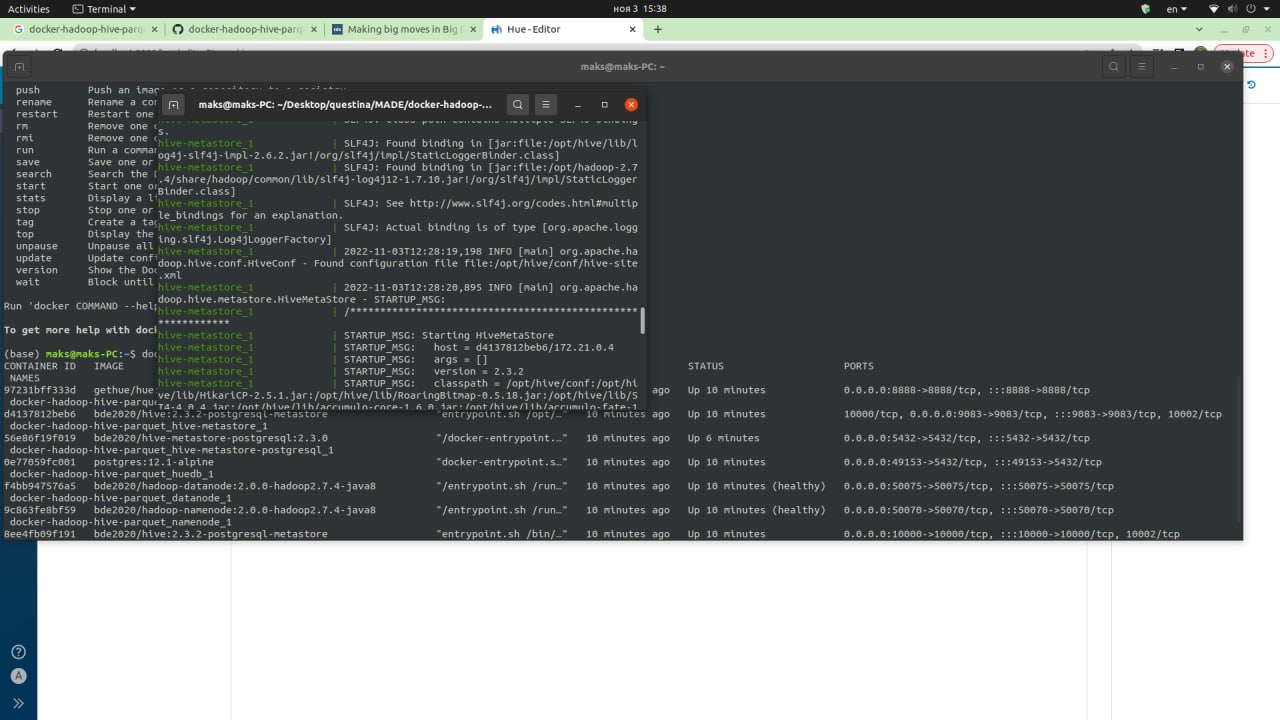 Activities
Terminal
ноя 3 15:38
en
docker-hadoop-hive-parq
docker-hadoop-hive-parq
Making big moves in Big
Hue - Editor
maks@maks-PC: ~
push Push an
rename Rename a co
restart Restart one
rm Remove one
rmi Remove one
run Run a comma
save Save one or
search Search the
start Start one o
stats Display a
stop Stop one or
tag Create a ta
top Display the
unpause Unpause all
update Update conf
version Show the Do
wait Block until
Run 'docker COMMAND --hel
To get more help with doc
(base) maks@maks-PC:~$ do
maks@maks-PC: ~/Desktop/questina/MADE/docker-hadoop-...
s.
hive-metastore_1 | SLF4J: Found binding in [jar:file:/opt/hive/lib/l
og4j-slf4j-impl-2.6.2.jar!/org/slf4j/impl/StaticLoggerBinder.class]
hive-metastore_1 | SLF4J: Found binding in [jar:file:/opt/hadoop-2.7
.4/share/hadoop/common/lib/slf4j-log4j12-1.7.10.jar!/org/slf4j/impl/StaticLogger
Binder.class]
hive-metastore_1 | SLF4J: See http://www.slf4j.org/codes.html#multip
le_bindings for an explanation.
hive-metastore_1 | SLF4J: Actual binding is of type [org.apache.logg
ing.slf4j.Log4jLoggerFactory]
hive-metastore_1 | 2022-11-03T12:28:19,198 INFO [main] org.apache.ha
doop.hive.conf.HiveConf - Found configuration file file:/opt/hive/conf/hive-site
.xml
hive-metastore_1 | 2022-11-03T12:28:20,895 INFO [main] org.apache.ha
doop.hive.metastore.HiveMetaStore - STARTUP_MSG:
hive-metastore_1 | /************************************************
************
hive-metastore_1 | STARTUP_MSG: Starting HiveMetaStore
hive-metastore_1 | STARTUP_MSG:   host = d4137812beb6/172.21.0.4
hive-metastore_1 | STARTUP_MSG:   args = []
hive-metastore_1 | STARTUP_MSG:   version = 2.3.2
hive-metastore_1 | STARTUP_MSG:   classpath = /opt/hive/conf:/opt/hi
ve/lib/HikariCP-2.5.1.jar:/opt/hive/lib/RoaringBitmap-0.5.18.jar:/opt/hive/lib/S
T4-4.0.4.jar:/opt/hive/lib/accumulo-core-1.6.0.jar:/opt/hive/lib/accumulo-fate-1
CONTAINER ID IMAGE STATUS PORTS
NAMES
97231bff333d gethue/hue ago Up 10 minutes 0.0.0.0:8888->8888/tcp, :::8888->8888/tcp
d4137812beb6 bde2020/hive:2.3.2-postgresql-metastore "entrypoint.sh /opt/…" 10 minutes ago Up 10 minutes 10000/tcp, 0.0.0.0:9083->9083/tcp, :::9083->9083/tcp, 10002/tcp
docker-hadoop-hive-parquet_hive-metastore_1
56e86f19f019 bde2020/hive-metastore-postgresql:2.3.0 "/docker-entrypoint.…" 10 minutes ago Up 6 minutes 0.0.0.0:5432->5432/tcp, :::5432->5432/tcp
docker-hadoop-hive-parquet_hive-metastore-postgresql_1
0e77059fc001 postgres:12.1-alpine "docker-entrypoint.s…" 10 minutes ago Up 10 minutes 0.0.0.0:49153->5432/tcp, :::49153->5432/tcp
docker-hadoop-hive-parquet_huedb_1
f4bb947576a5 bde2020/hadoop-datanode:2.0.0-hadoop2.7.4-java8 "/entrypoint.sh /run…" 10 minutes ago Up 10 minutes (healthy) 0.0.0.0:50075->50075/tcp, :::50075->50075/tcp
docker-hadoop-hive-parquet_datanode_1
9c863fe8bf59 bde2020/hadoop-namenode:2.0.0-hadoop2.7.4-java8 "/entrypoint.sh /run…" 10 minutes ago Up 10 minutes (healthy) 0.0.0.0:50070->50070/tcp, :::50070->50070/tcp
docker-hadoop-hive-parquet_namenode_1
8ee4fb09f191 bde2020/hive:2.3.2-postgresql-metastore "entrypoint.sh /bin/…" 10 minutes ago Up 10 minutes 0.0.0.0:10000->10000/tcp, :::10000->10000/tcp, 10002/tcp
A